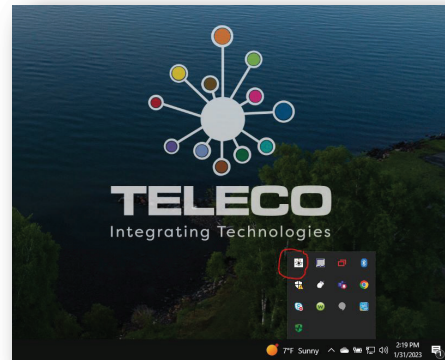 TELECO
Integrating Technologies
7°F Sunny
2:19 PM
1/31/2023